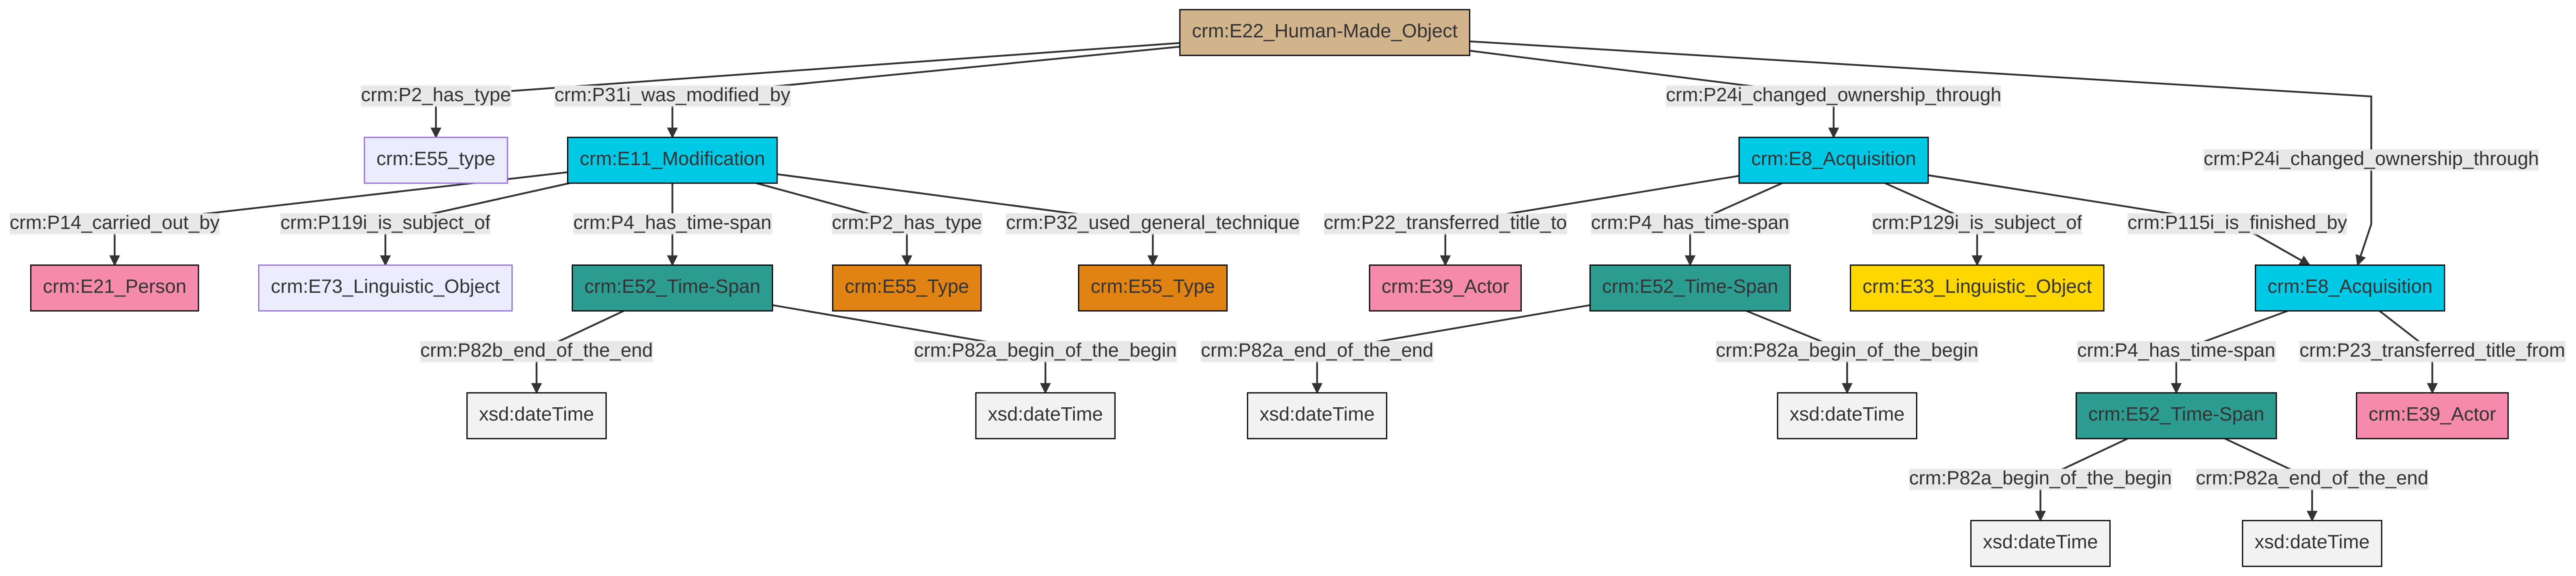 crm:E22_Human-Made_Object
crm:P2_has_type
crm:P31i_was_modified_by
crm:P24i_changed_ownership_through
crm:E55_type
crm:E11_Modification
crm:E8_Acquisition
crm:P24i_changed_ownership_through
crm:P14_carried_out_by
crm:P119i_is_subject_of
crm:P4_has_time-span
crm:P2_has_type
crm:P32_used_general_technique
crm:P22_transferred_title_to
crm:P4_has_time-span
crm:P129i_is_subject_of
crm:P115i_is_finished_by
crm:E21_Person
crm:E73_Linguistic_Object
crm:E52_Time-Span
crm:E55_Type
crm:E55_Type
crm:E39_Actor
crm:E52_Time-Span
crm:E33_Linguistic_Object
crm:E8_Acquisition
crm:P82b_end_of_the_end
crm:P82a_begin_of_the_begin
crm:P82a_end_of_the_end
crm:P82a_begin_of_the_begin
crm:P4_has_time-span
crm:P23_transferred_title_from
xsd:dateTime
xsd:dateTime
xsd:dateTime
xsd:dateTime
crm:E52_Time-Span
crm:E39_Actor
crm:P82a_begin_of_the_begin
crm:P82a_end_of_the_end
xsd:dateTime
xsd:dateTime